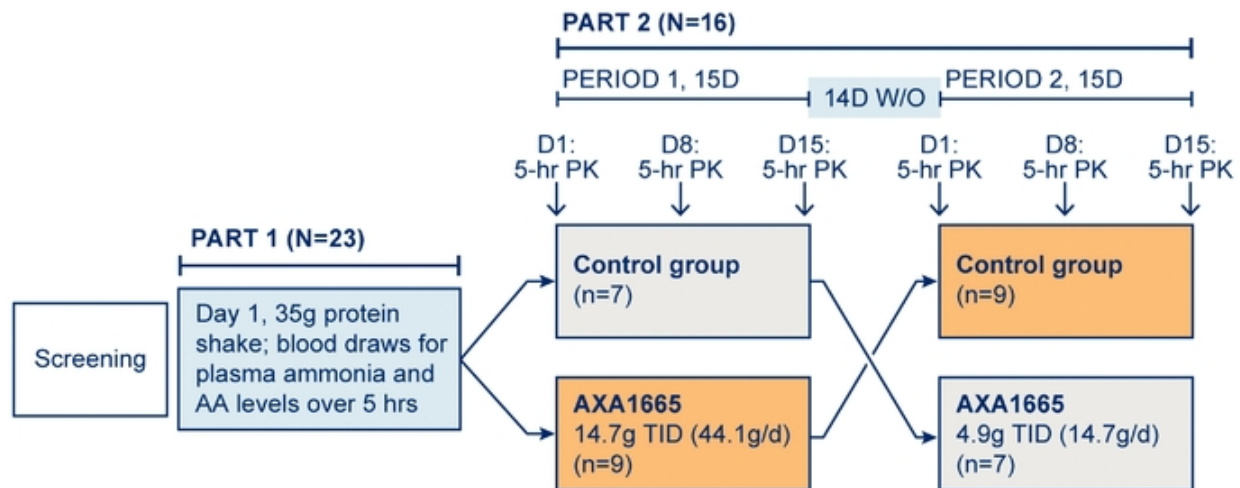 PART 2 (N=16)
PERIOD 1, 15D
14D W/O
PERIOD 2, 15D
D1:
5-hr PK
D8:
5-hr PK
D15:
5-hr PK
D1:
5-hr PK
D8:
5-hr PK
D15:
5-hr PK
PART 1 (N=23)
Screening
Day 1, 35g protein
shake; blood draws for
plasma ammonia and
AA levels over 5 hrs
Control group
(n=7)
AXA1665
14.7g TID (44.1g/d)
(n=9)
Control group
(n=9)
AXA1665
4.9g TID (14.7g/d)
(n=7)